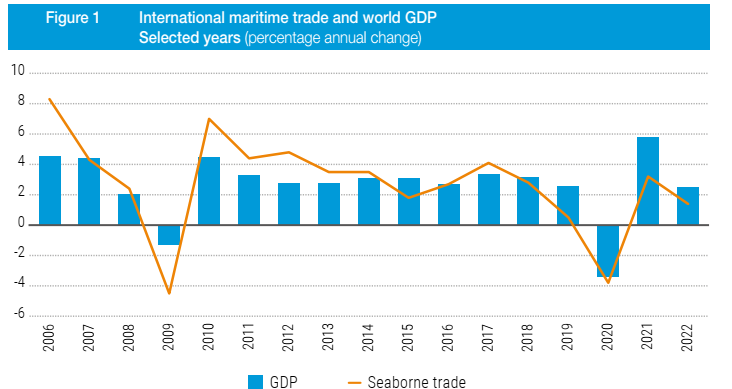 Figure 1 International maritime trade and world GDP
Selected years (percentage annual change)
10
8
6
4
2
0
-2
-4
-6
2006 2007 2008 2009 2010 2011 2012 2013 2014 2015 2016 2017 2018 2019 2020 2021 2022
GDP Seaborne trade